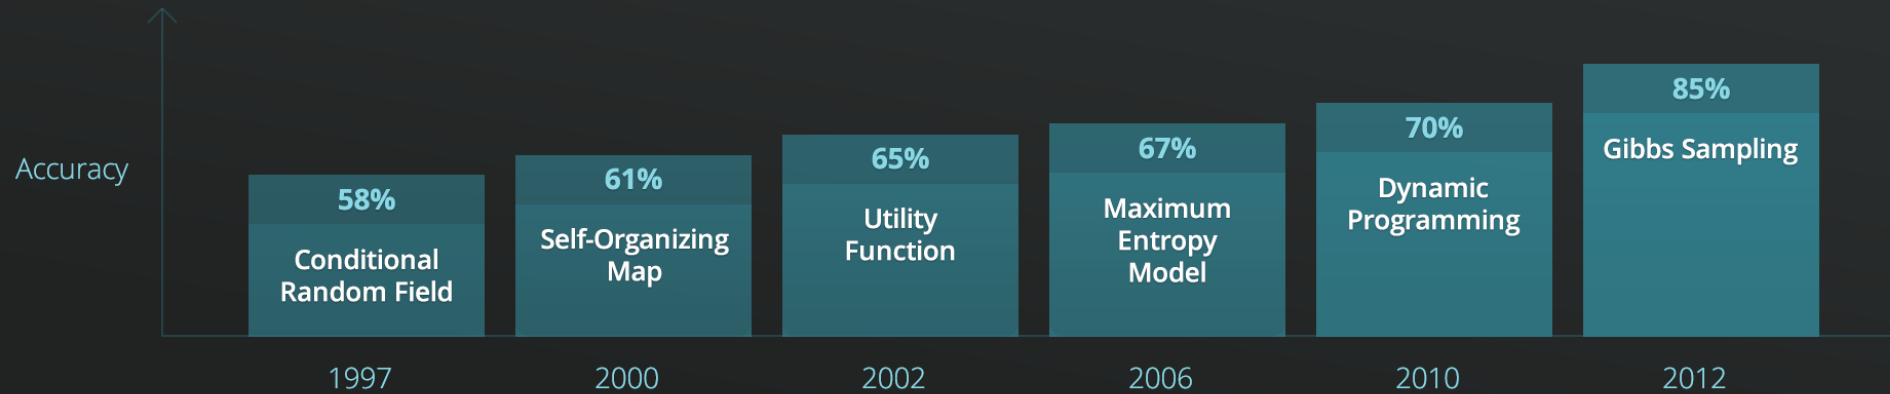 Accuracy
58%
Conditional
Random Field
1997
61%
Self-Organizing
Map
2000
65%
Utility
Function
2002
67%
Maximum
Entropy
Model
2006
70%
Dynamic
Programming
2010
85%
Gibbs Sampling
2012